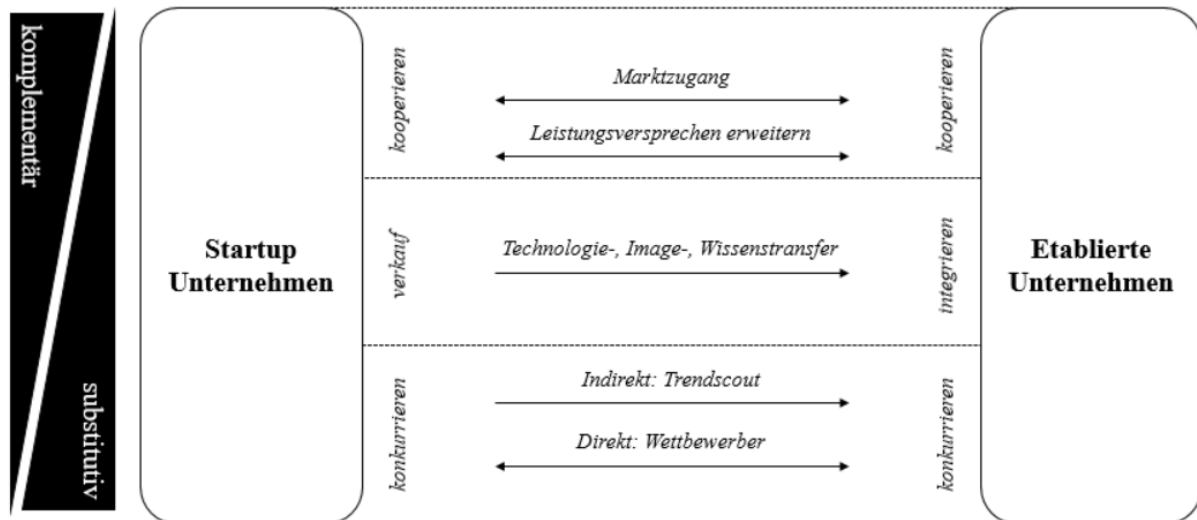 komplementär
substitutiv
Startup
Unternehmen
kooperieren
Marktzugang
Leistungsversprechen erweitern
kooperieren
verkauf
Technologie-, Image-, Wissenstransfer
integrieren
konkurrieren
Indirekt: Trendscout
Direkt: Wettbewerber
konkurrieren
Etablierte
Unternehmen